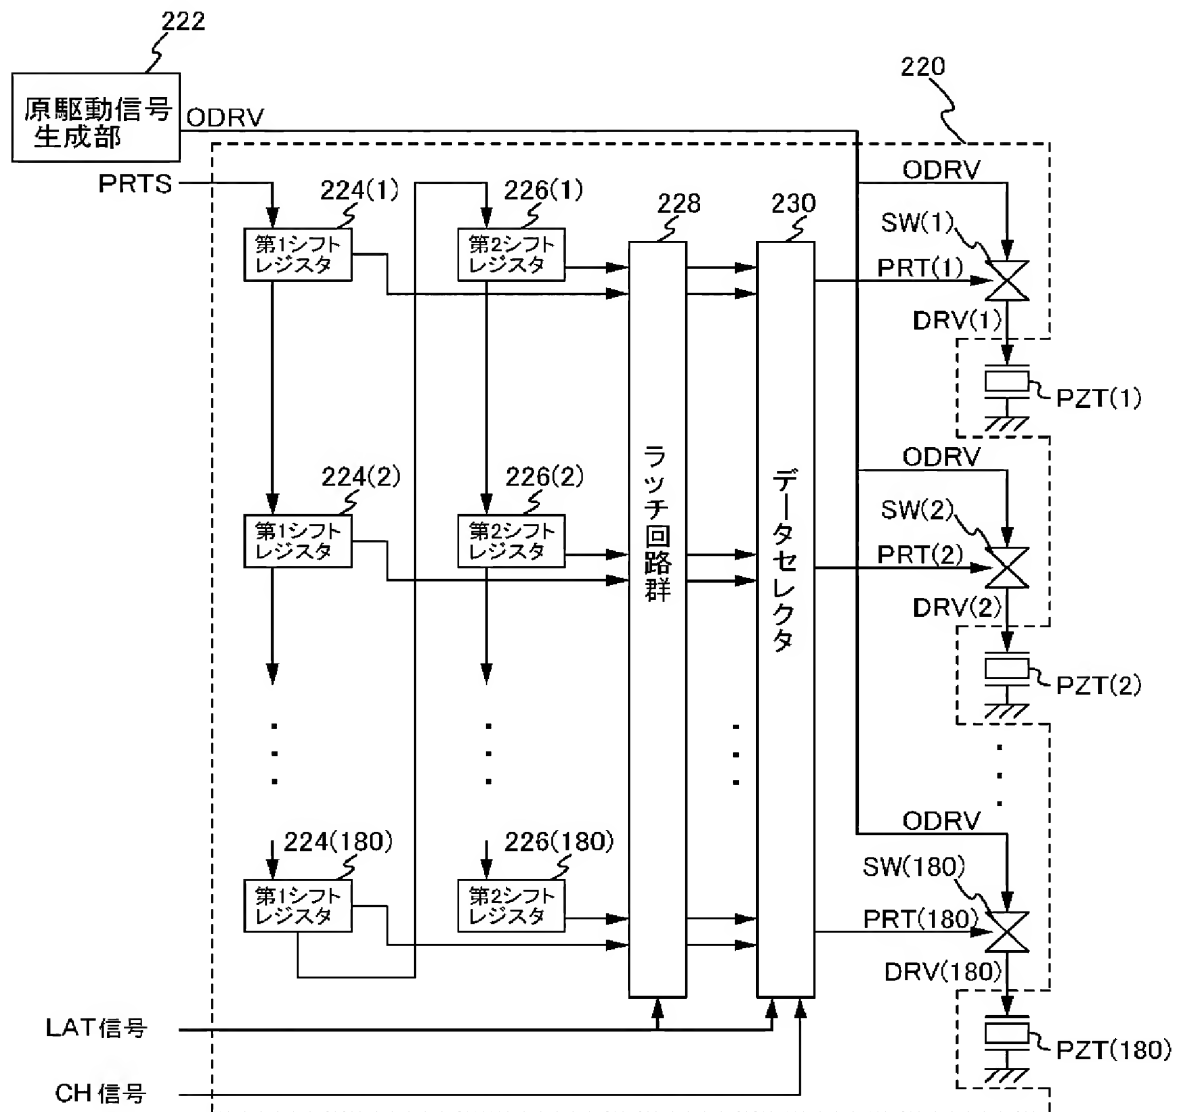 222
原駆動信号
生成部
ODRV
220
PRTS
224(1)
226(1)
228
230
ODRV
SW(1)
第1シフト
レジスタ
第2シフト
レジスタ
PRT(1)
DRV(1)
PZT(1)
ラッチ回路群
データセレクタ
224(2)
226(2)
ODRV
SW(2)
第1シフト
レジスタ
第2シフト
レジスタ
PRT(2)
DRV(2)
PZT(2)
224(180)
226(180)
ODRV
SW(180)
第1シフト
レジスタ
第2シフト
レジスタ
PRT(180)
DRV(180)
PZT(180)
LAT信号
CH信号